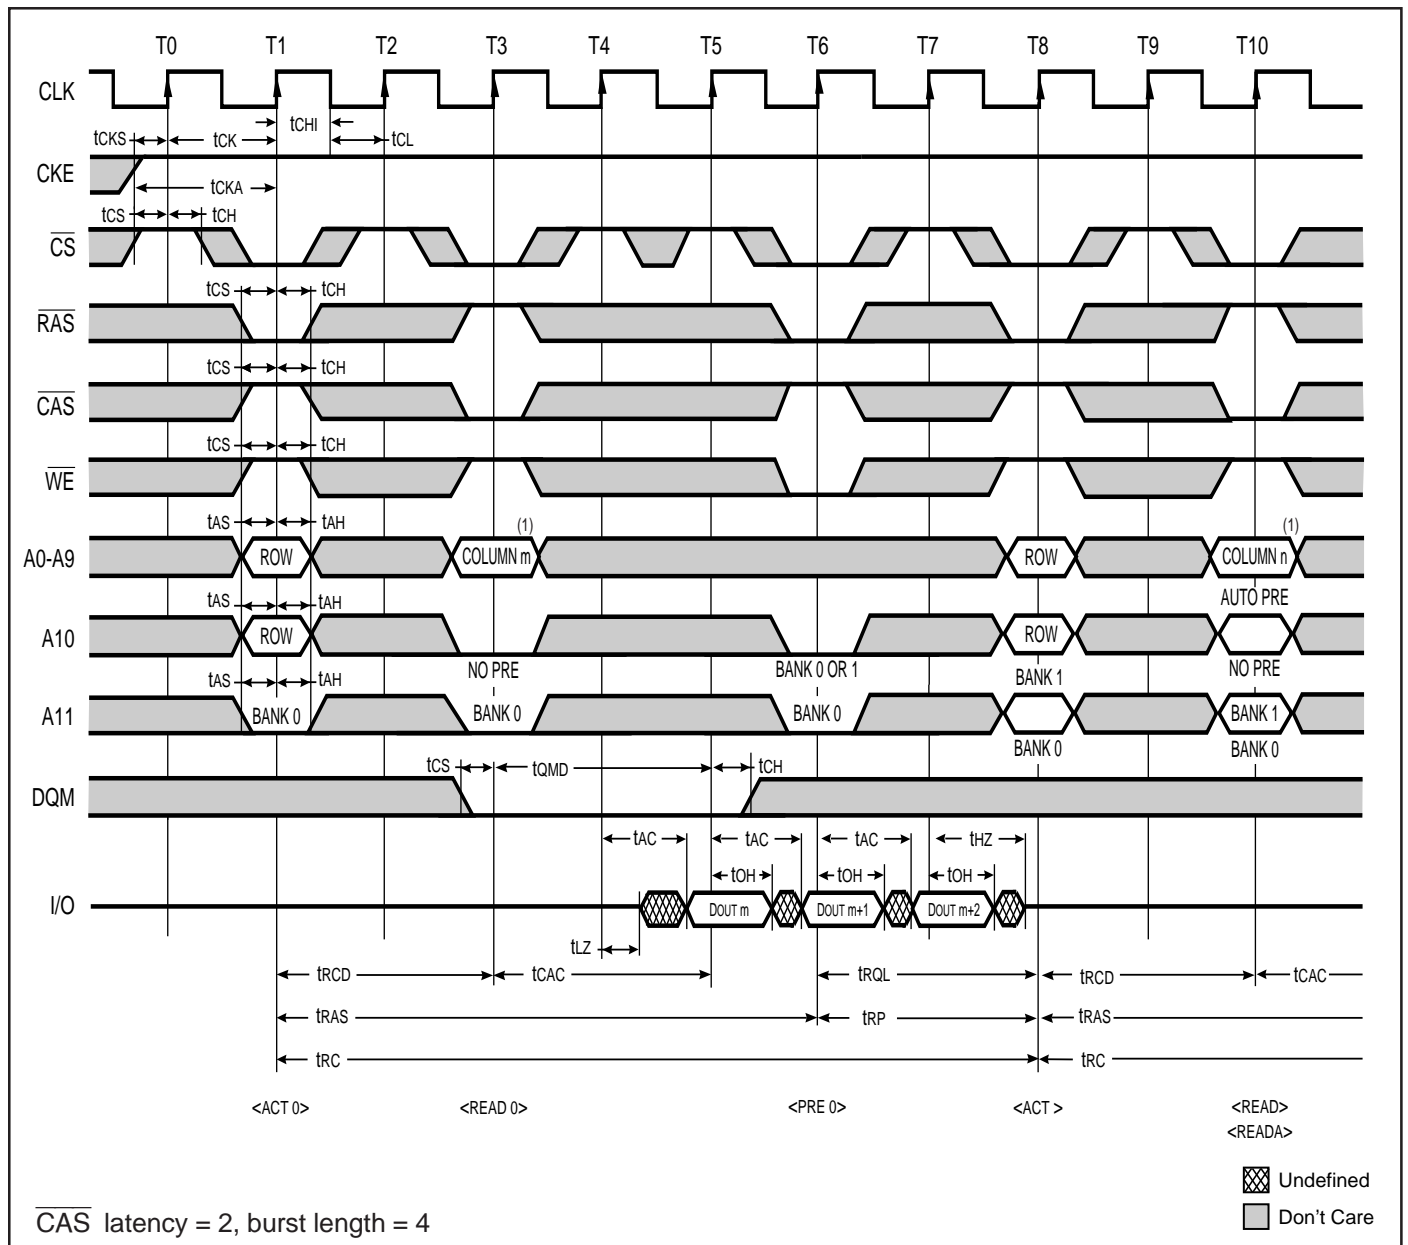 T0 T1 T2 T3 T4 T5 T6 T7 T8 T9 T10
CLK
tCHI
tCKS tCK tCL
CKE
tCKA
tCS tCH
CS
tCS tCH
RAS
tCS tCH
CAS
tCS tCH
WE
tAS tAH (1) (1)
A0-A9 ROW COLUMN m ROW COLUMN n
AUTO PRE
tAS tAH
A10 ROW ROW
NO PRE BANK 0 OR 1 BANK 1 NO PRE
tAS tAH
A11 BANK 0 BANK 0 BANK 0 BANK 1
BANK 0 BANK 0
tCS tQMD tCH
DQM
tAC tAC tAC tHZ
tOH tOH tOH
I/O DOUT m DOUT m+1 DOUT m+2
tLZ
tRCD tCAC tRQL tRCD tCAC
tRAS tRP tRAS
tRC tRC
<ACT 0> <READ 0> <PRE 0> <ACT > <READ>
<READA>
Undefined
Don't Care
CAS latency = 2, burst length = 4